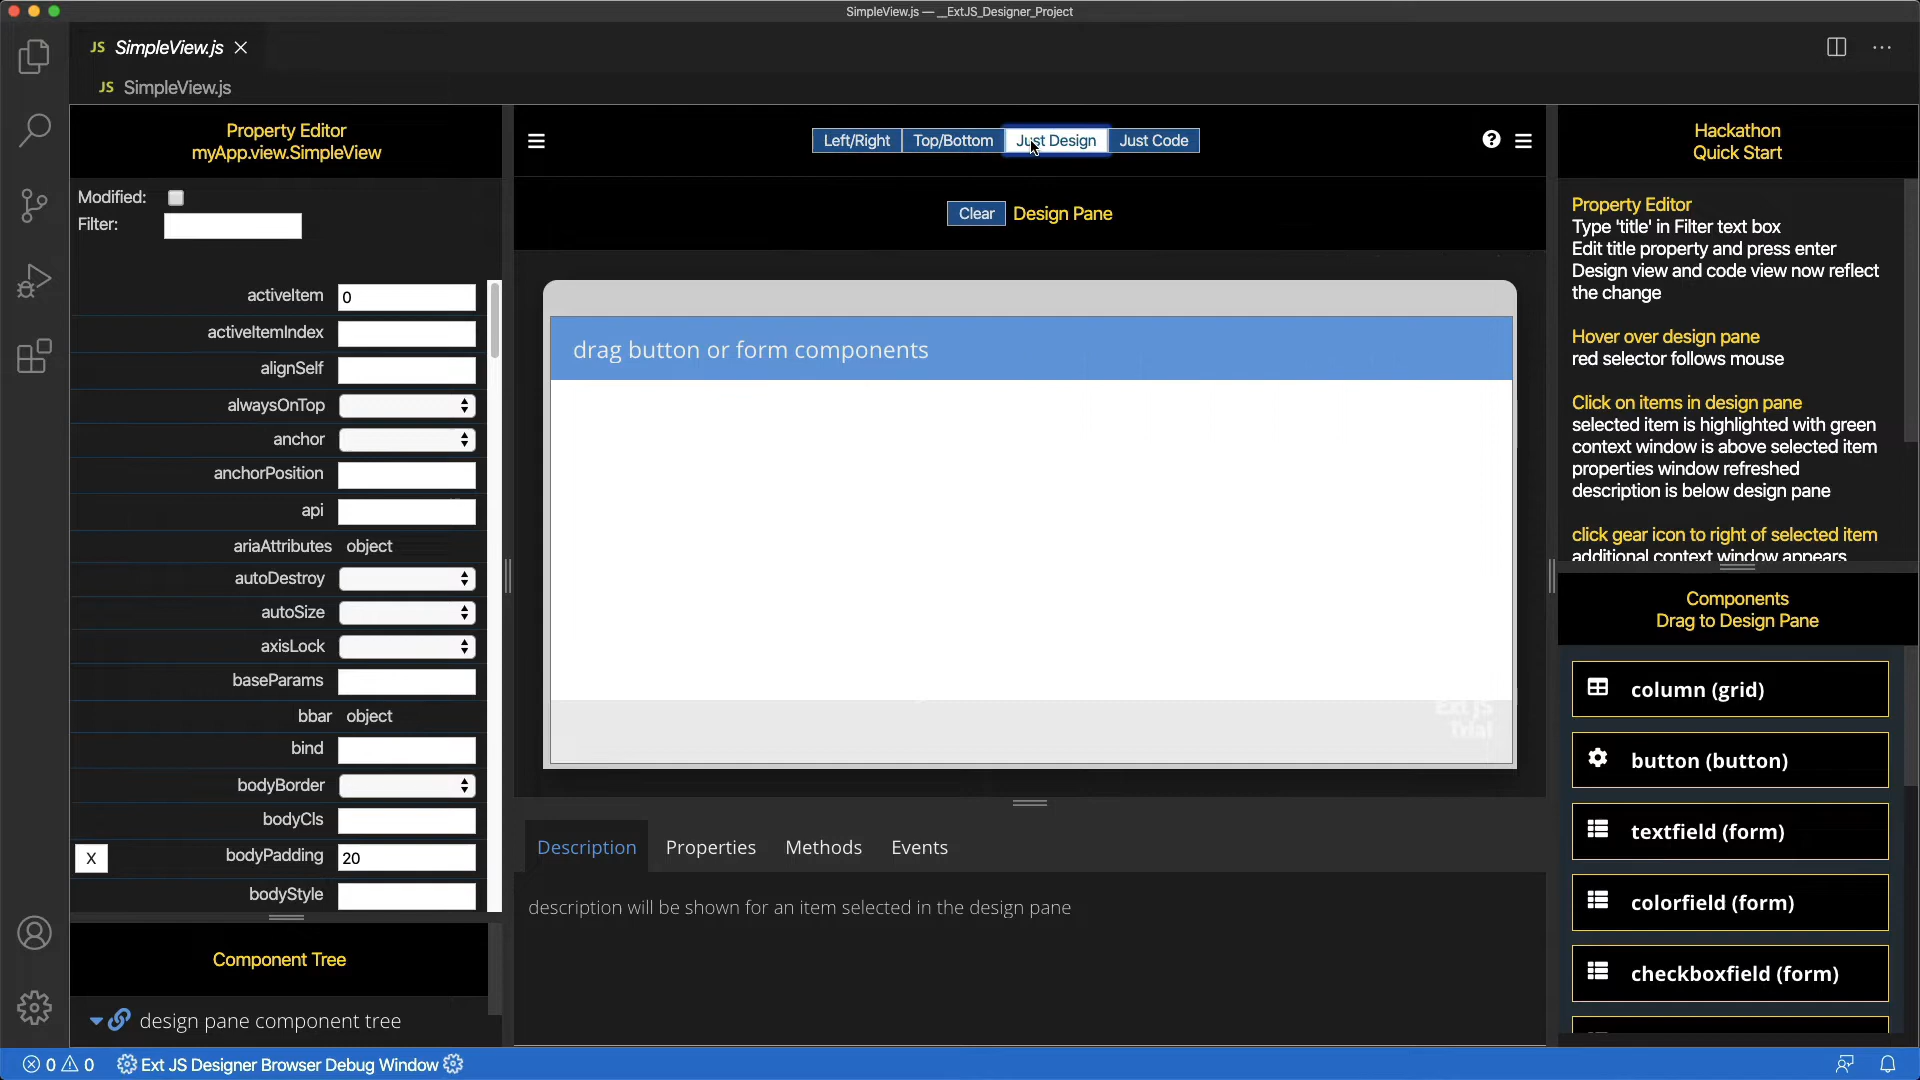 SimpleView.js — __ExtJS_Designer_Project
JS SimpleView.js
JS SimpleView.js
Property Editor
myApp.view.SimpleView
Modified:
Filter:
activeItem 0
activeItemIndex
alignSelf
alwaysOnTop
anchor
anchorPosition
api
ariaAttributes object
autoDestroy
autoSize
axisLock
baseParams
bbar object
bind
bodyBorder
bodyCls
X bodyPadding 20
bodyStyle
Component Tree
design pane component tree
Left/Right Top/Bottom Just Design Just Code
Clear Design Pane
drag button or form components
Ext JS
Trial
Description Properties Methods Events
description will be shown for an item selected in the design pane
Hackathon
Quick Start
Property Editor
Type 'title' in Filter text box
Edit title property and press enter
Design view and code view now reflect
the change
Hover over design pane
red selector follows mouse
Click on items in design pane
selected item is highlighted with green
context window is above selected item
properties window refreshed
description is below design pane
click gear icon to right of selected item
additional context window appears
Components
Drag to Design Pane
column (grid)
button (button)
textfield (form)
colorfield (form)
checkboxfield (form)
0 0 Ext JS Designer Browser Debug Window